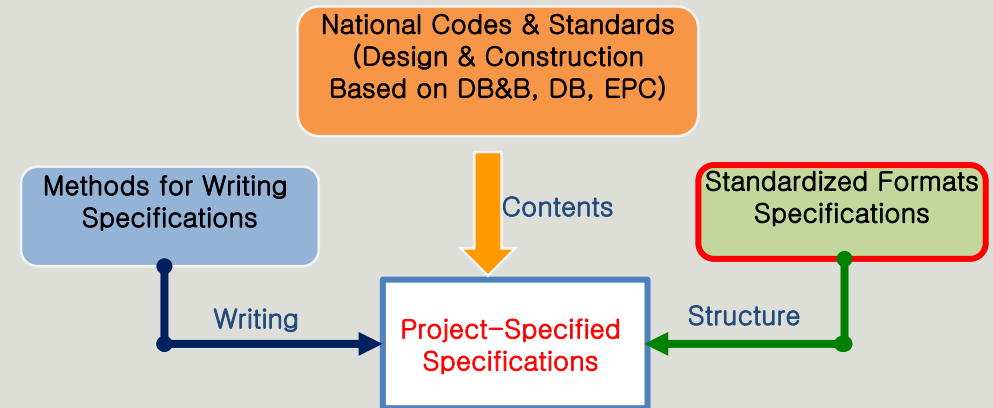 National Codes & Standards
(Design & Construction
Based on DB&B, DB, EPC)
Methods for Writing
Specifications
Contents
Standardized Formats
Specifications
Writing
Structure
Project-Specified
Specifications